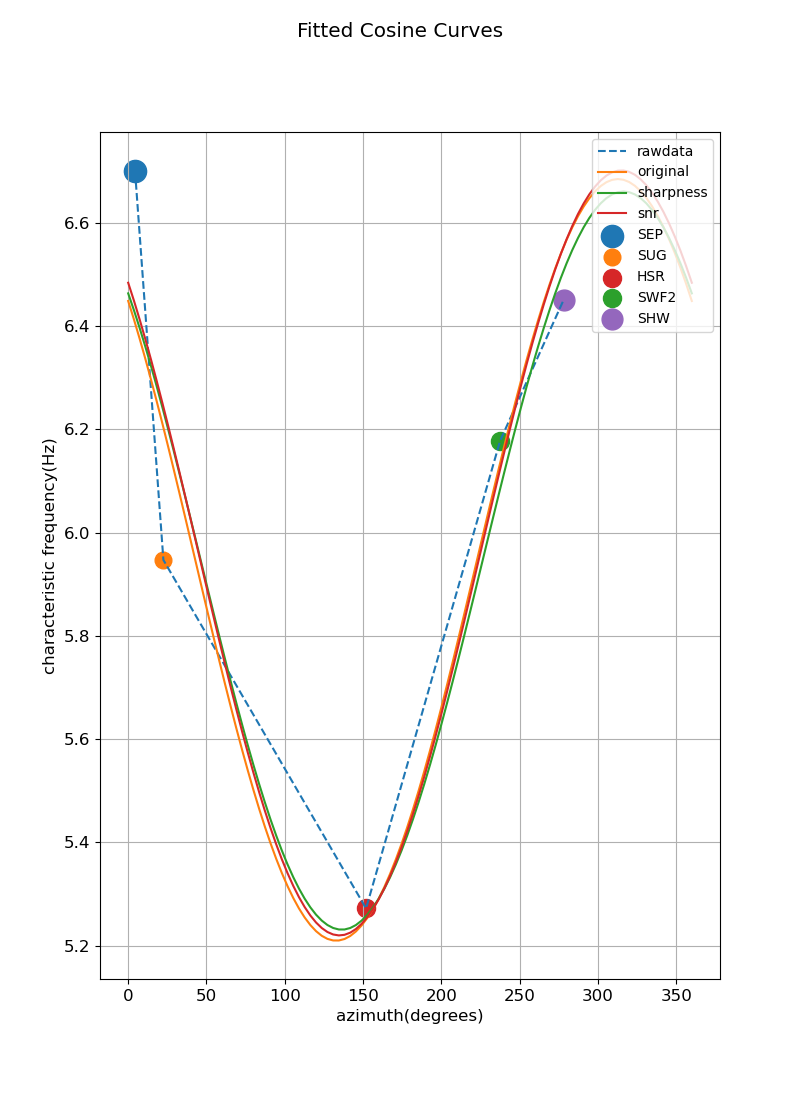 Fitted Cosine Curves
rawdata
original
sharpness
snr
SEP
SUG
HSR
SWF2
SHW
6.6
6.4
6.2
6.0
5.8
5.6
5.4
5.2
characteristic frequency(Hz)
0 50 100 150 200 250 300 350
azimuth(degrees)